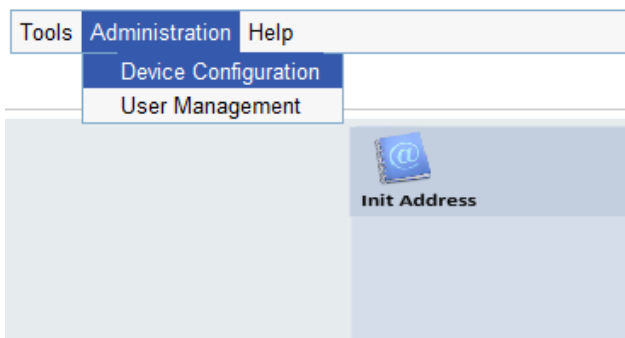 Tools Administration Help
Device Configuration
User Management
@
Init Address